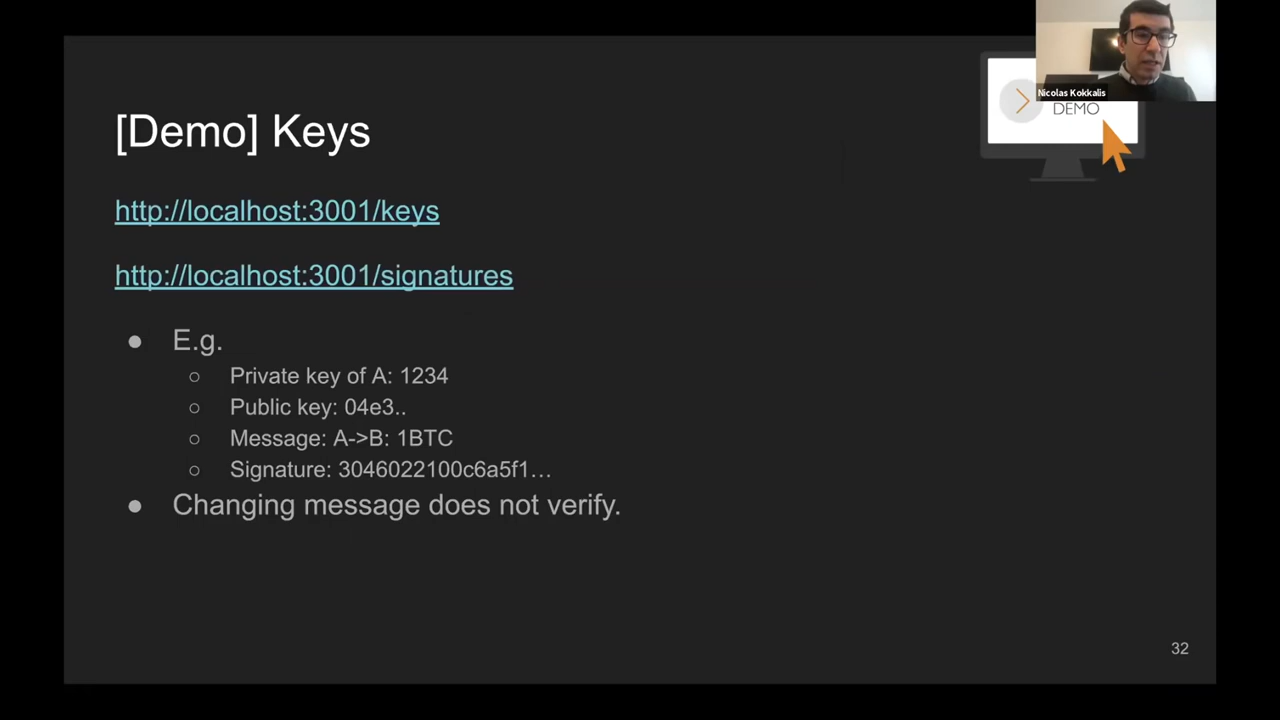 Nicolas Kokkalis
DEMO
[Demo] Keys
http://localhost:3001/keys
http://localhost:3001/signatures
● E.g.
○ Private key of A: 1234
○ Public key: 04e3..
○ Message: A->B: 1BTC
○ Signature: 3046022100c6a5f1…
● Changing message does not verify.
32